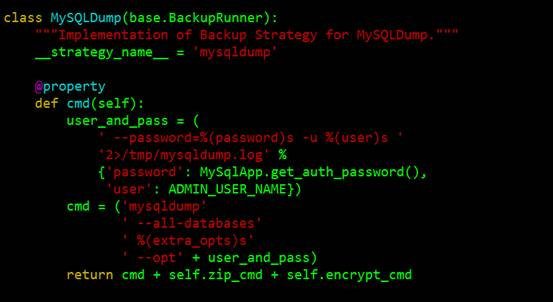 class MySQLDump(base.BackupRunner):
    """Implementation of Backup Strategy for MySQLDump."""
    __strategy_name__ = 'mysqldump'

    @property
    def cmd(self):
        user_and_pass = (
            ' --password=%(password)s -u %(user)s '
            '2>/tmp/mysqldump.log' %
            {'password': MySqlApp.get_auth_password(),
             'user': ADMIN_USER_NAME})
        cmd = ('mysqldump'
               ' --all-databases'
               ' %(extra_opts)s'
               ' --opt' + user_and_pass)
        return cmd + self.zip_cmd + self.encrypt_cmd